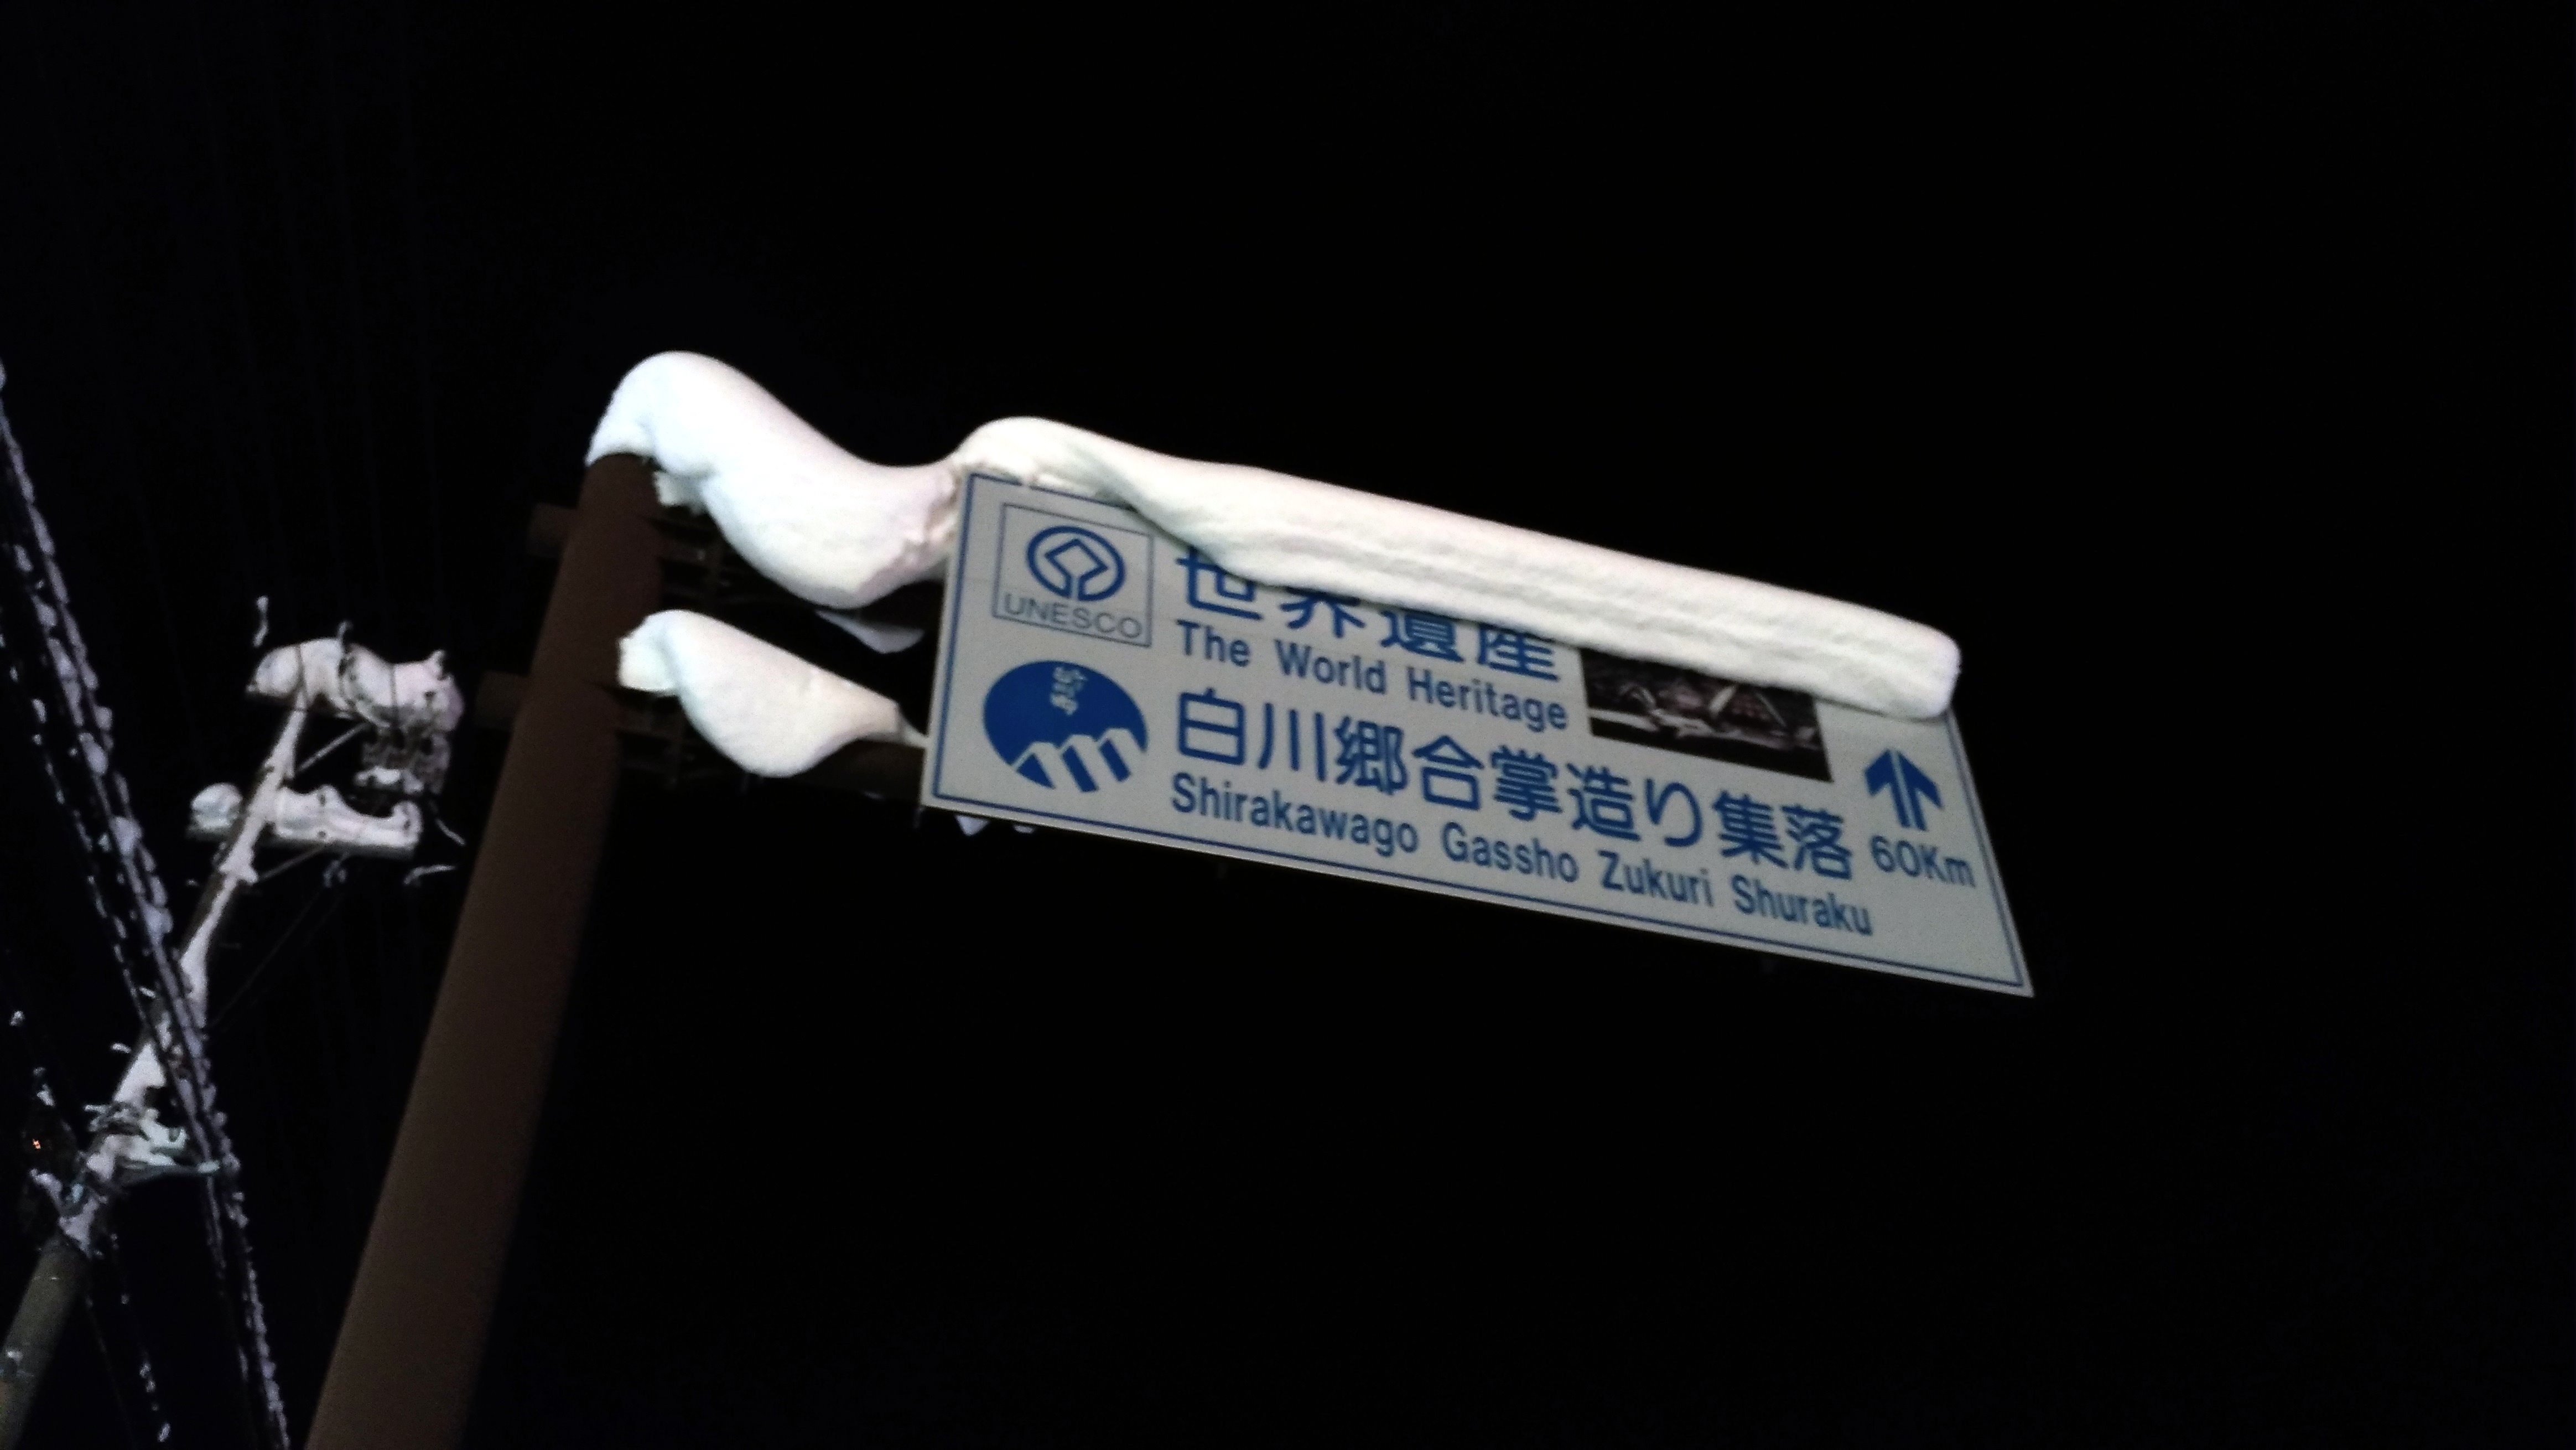 UNESCO
世界遺産
The World Heritage
白川郷合掌造り集落
Shirakawago Gassho Zukuri Shuraku
60Km